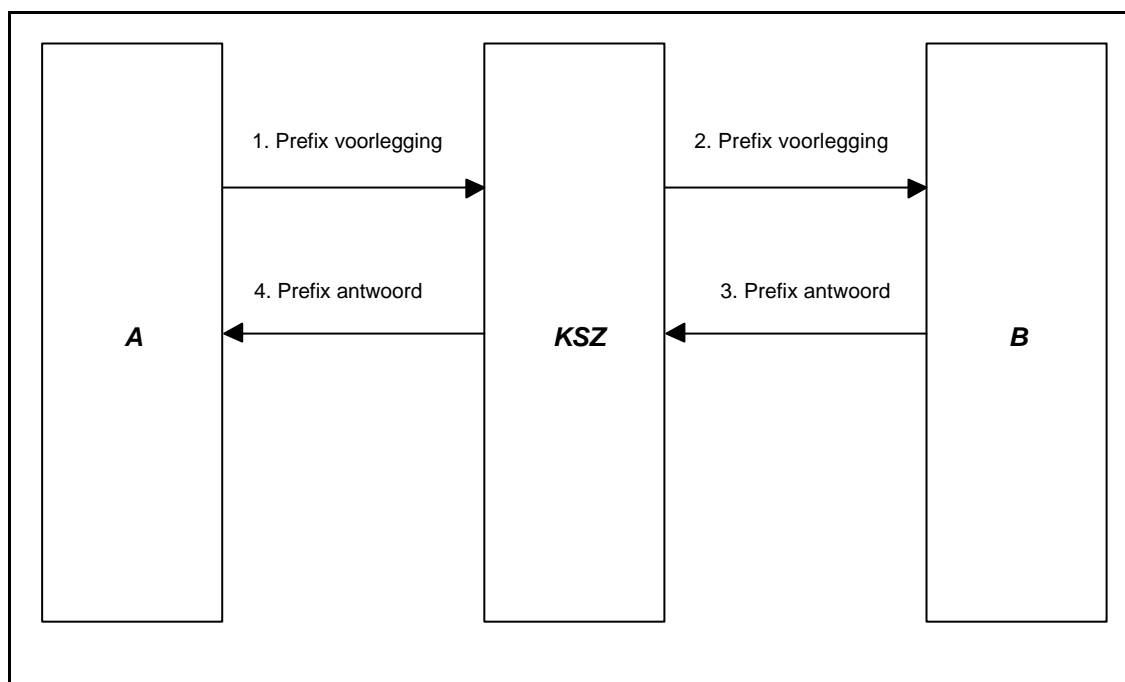 1. Prefix voorlegging
2. Prefix voorlegging
4. Prefix antwoord
3. Prefix antwoord
A
KSZ
B